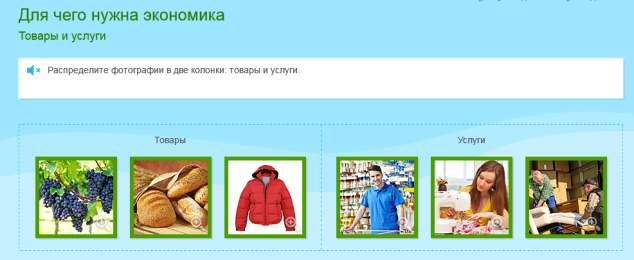 Для чего нужна экономика
Товары и услуги
Распределите фотографии в две колонки: товары и услуги.
Товары
Услуги